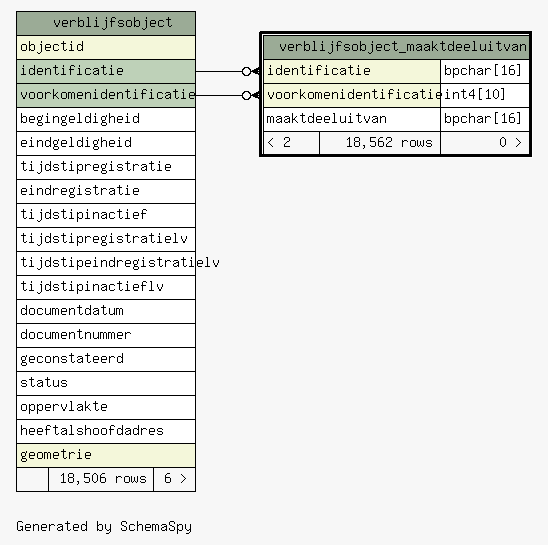 verblijfsobject
objectid
identificatie
voorkomenidentificatie
begingeldigheid
eindgeldigheid
tijdstipregistratie
eindregistratie
tijdstipinactief
tijdstipregistratielv
tijdstipeindregistratielv
tijdstipinactieflv
documentdatum
documentnummer
geconstateerd
status
oppervlakte
heeftalshoofdadres
geometrie
18,506 rows 6 >
verblijfsobject_maaktdeeluitvan
identificatie bpchar[16]
voorkomenidentificatie int4[10]
maaktdeeluitvan bpchar[16]
< 2 18,562 rows 0 >
Generated by SchemaSpy